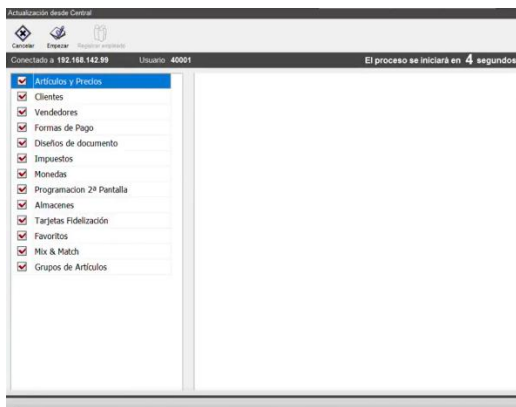 Actualización desde Central
Cancelar Empezar Registrar empleado
Conectado a 192.168.142.99 Usuario 40001 El proceso se iniciará en 4 segundos
Artículos y Precios
Clientes
Vendedores
Formas de Pago
Diseños de documento
Impuestos
Monedas
Programacion 2ª Pantalla
Almacenes
Tarjetas Fidelización
Favoritos
Mix & Match
Grupos de Artículos